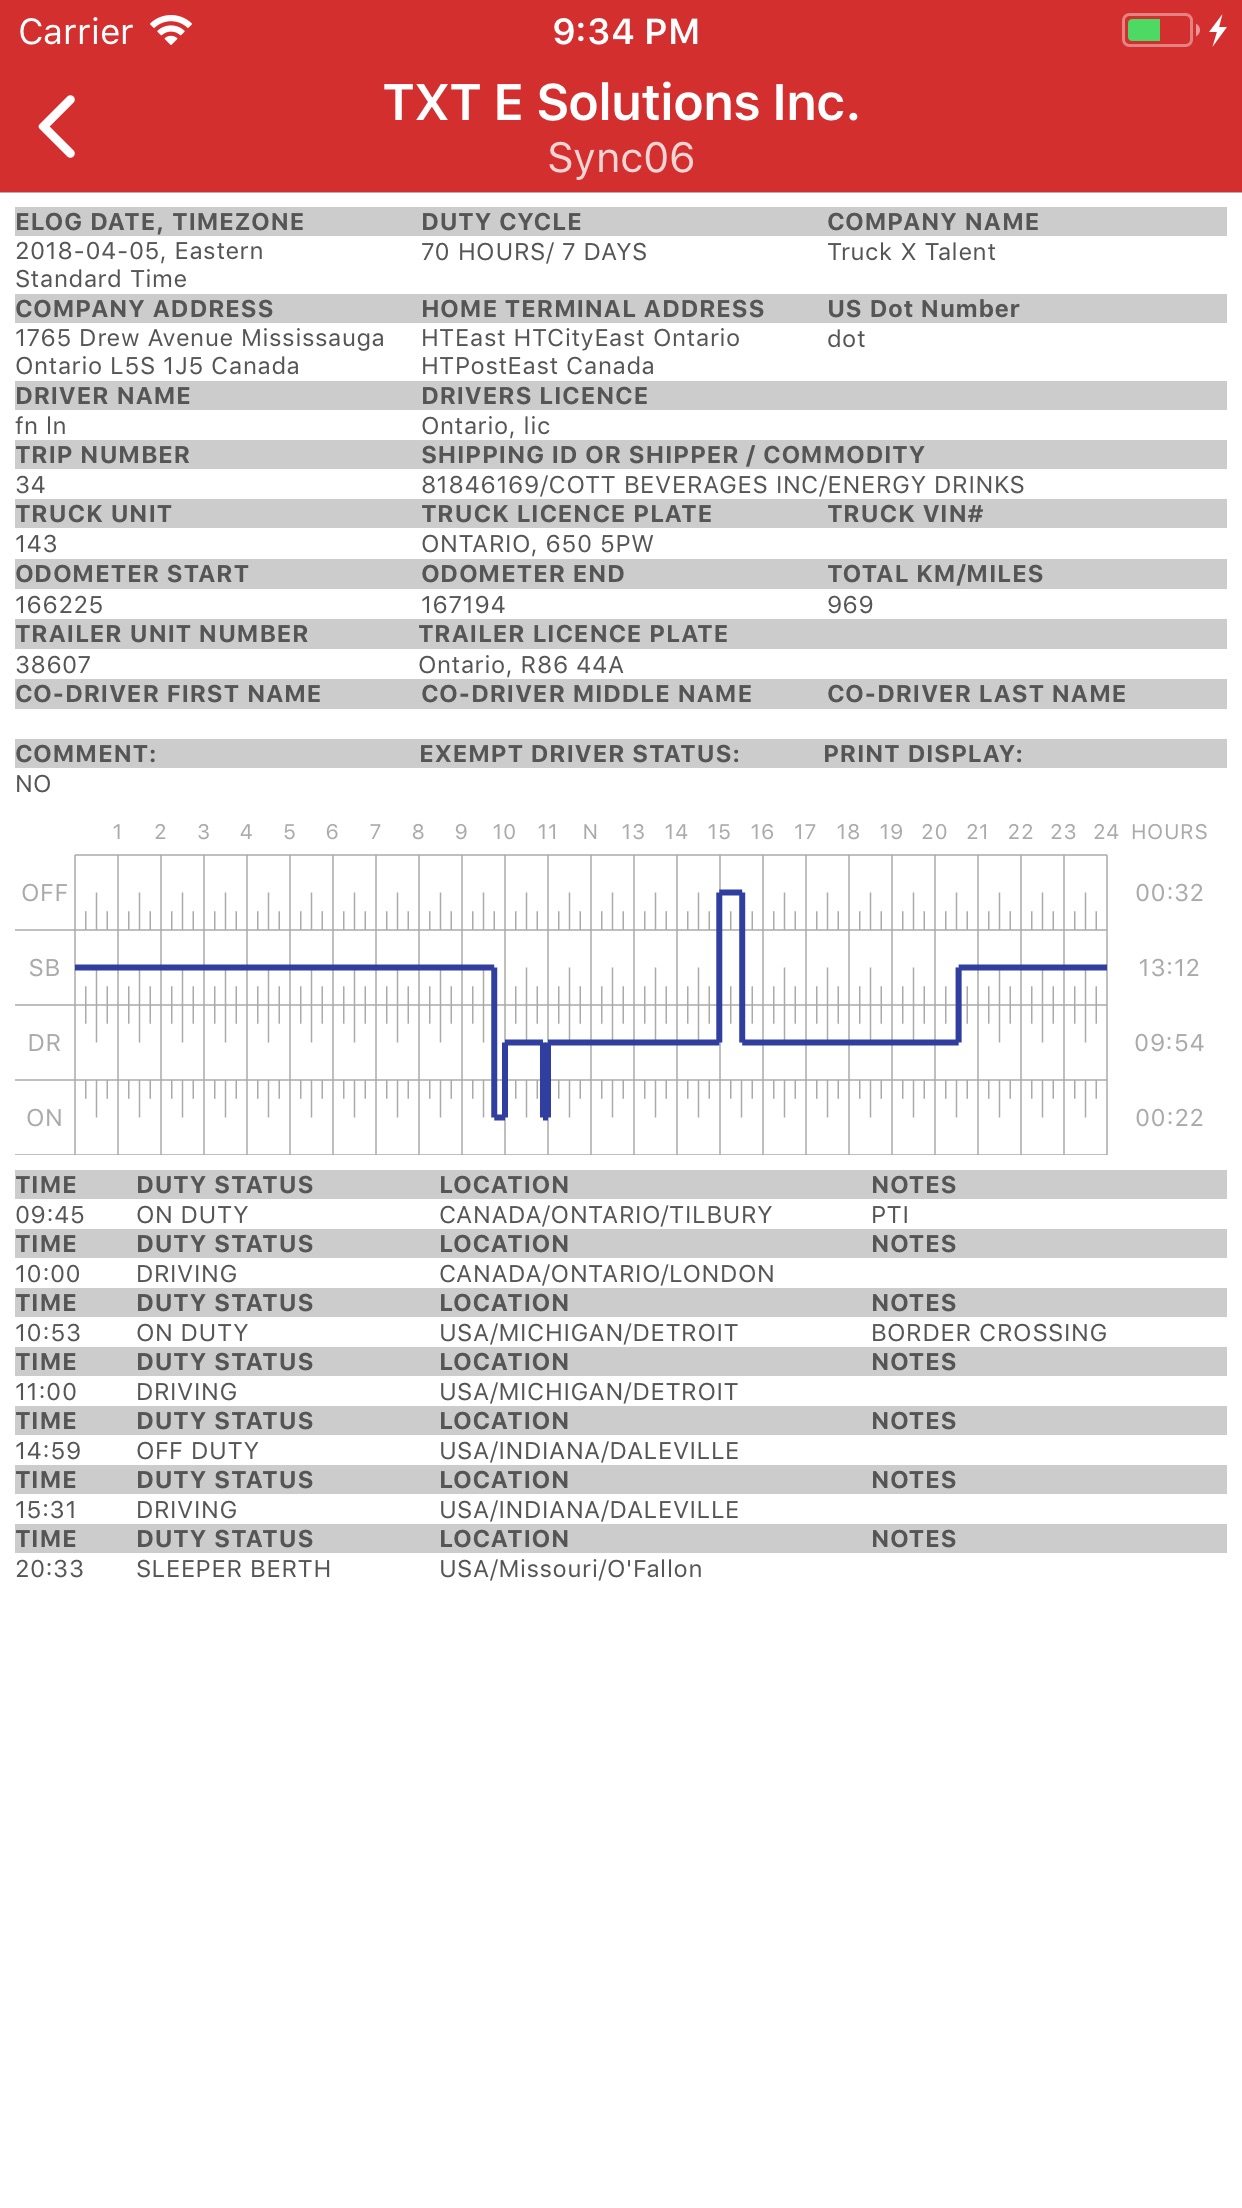 Carrier 9:34 PM
TXT E Solutions Inc.
Sync06
ELOG DATE, TIMEZONE DUTY CYCLE COMPANY NAME
2018-04-05, Eastern 70 HOURS/ 7 DAYS Truck X Talent
Standard Time
COMPANY ADDRESS HOME TERMINAL ADDRESS US Dot Number
1765 Drew Avenue Mississauga HTEast HTCityEast Ontario dot
Ontario L5S 1J5 Canada HTPostEast Canada
DRIVER NAME DRIVERS LICENCE
fn ln Ontario, lic
TRIP NUMBER SHIPPING ID OR SHIPPER / COMMODITY
34 81846169/COTT BEVERAGES INC/ENERGY DRINKS
TRUCK UNIT TRUCK LICENCE PLATE TRUCK VIN#
143 ONTARIO, 650 5PW
ODOMETER START ODOMETER END TOTAL KM/MILES
166225 167194 969
TRAILER UNIT NUMBER TRAILER LICENCE PLATE
38607 Ontario, R86 44A
CO-DRIVER FIRST NAME CO-DRIVER MIDDLE NAME CO-DRIVER LAST NAME
COMMENT: EXEMPT DRIVER STATUS: PRINT DISPLAY:
NO
1 2 3 4 5 6 7 8 9 10 11 N 13 14 15 16 17 18 19 20 21 22 23 24 HOURS
OFF 00:32
SB 13:12
DR 09:54
ON 00:22
TIME DUTY STATUS LOCATION NOTES
09:45 ON DUTY CANADA/ONTARIO/TILBURY PTI
TIME DUTY STATUS LOCATION NOTES
10:00 DRIVING CANADA/ONTARIO/LONDON
TIME DUTY STATUS LOCATION NOTES
10:53 ON DUTY USA/MICHIGAN/DETROIT BORDER CROSSING
TIME DUTY STATUS LOCATION NOTES
11:00 DRIVING USA/MICHIGAN/DETROIT
TIME DUTY STATUS LOCATION NOTES
14:59 OFF DUTY USA/INDIANA/DALEVILLE
TIME DUTY STATUS LOCATION NOTES
15:31 DRIVING USA/INDIANA/DALEVILLE
TIME DUTY STATUS LOCATION NOTES
20:33 SLEEPER BERTH USA/Missouri/O'Fallon